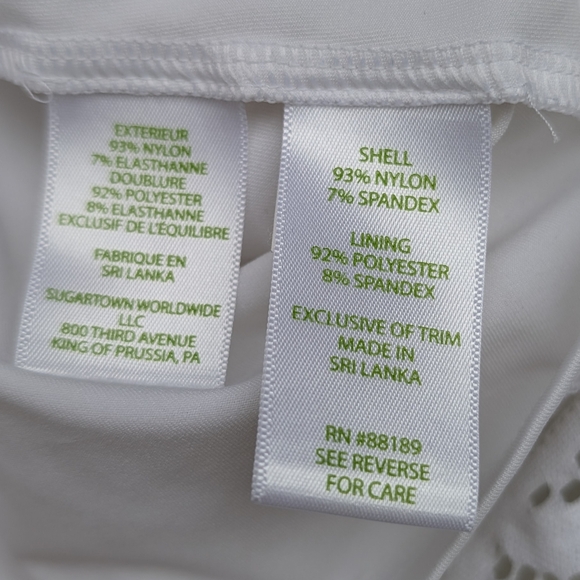 EXTERIEUR
93% NYLON
7% ELASTHANNE
DOUBLURE
92% POLYESTER
8% ELASTHANNE
EXCLUSIF DE L'ÉQUILIBRE
FABRIQUE EN
SRI LANKA
SUGARTOWN WORLDWIDE
LLC
800 THIRD AVENUE
KING OF PRUSSIA, PA
SHELL
93% NYLON
7% SPANDEX
LINING
92% POLYESTER
8% SPANDEX
EXCLUSIVE OF TRIM
MADE IN
SRI LANKA
RN #88189
SEE REVERSE
FOR CARE